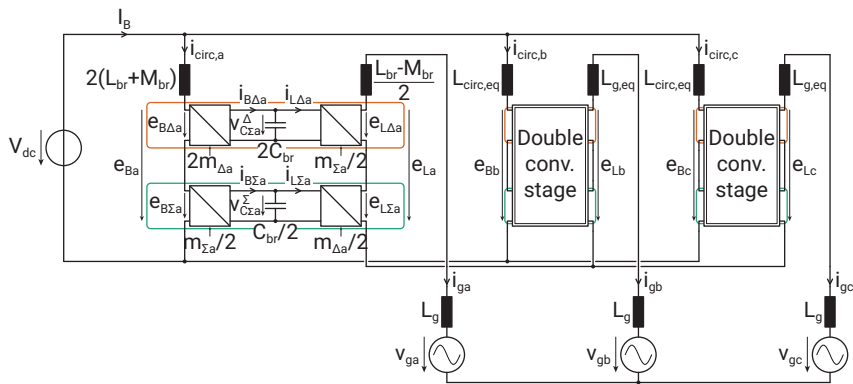 I_B
i_circ,a
i_circ,b
i_circ,c
2(L_br+M_br)
i_BΔa
i_LΔa
L_br-M_br
2
L_circ,eq
L_g,eq
L_circ,eq
L_g,eq
V_dc
e_Ba
e_BΔa
v^Δ_CΣa
2C_br
e_LΔa
2m_Δa
m_Σa/2
e_La
e_Bb
Double
conv.
stage
e_Lb
e_Bc
Double
conv.
stage
e_Lc
i_BΣa
i_LΣa
e_BΣa
v^Σ_CΣa
C_br/2
e_LΣa
m_Σa/2
m_Δa/2
i_ga
i_gb
i_gc
L_g
L_g
L_g
v_ga
v_gb
v_gc